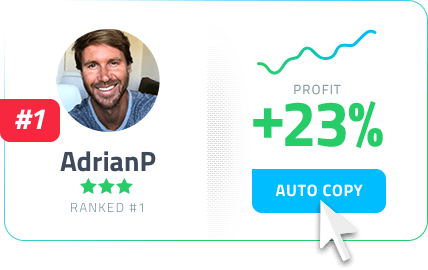 #1
AdrianP
RANKED #1
PROFIT
+23%
AUTO COPY